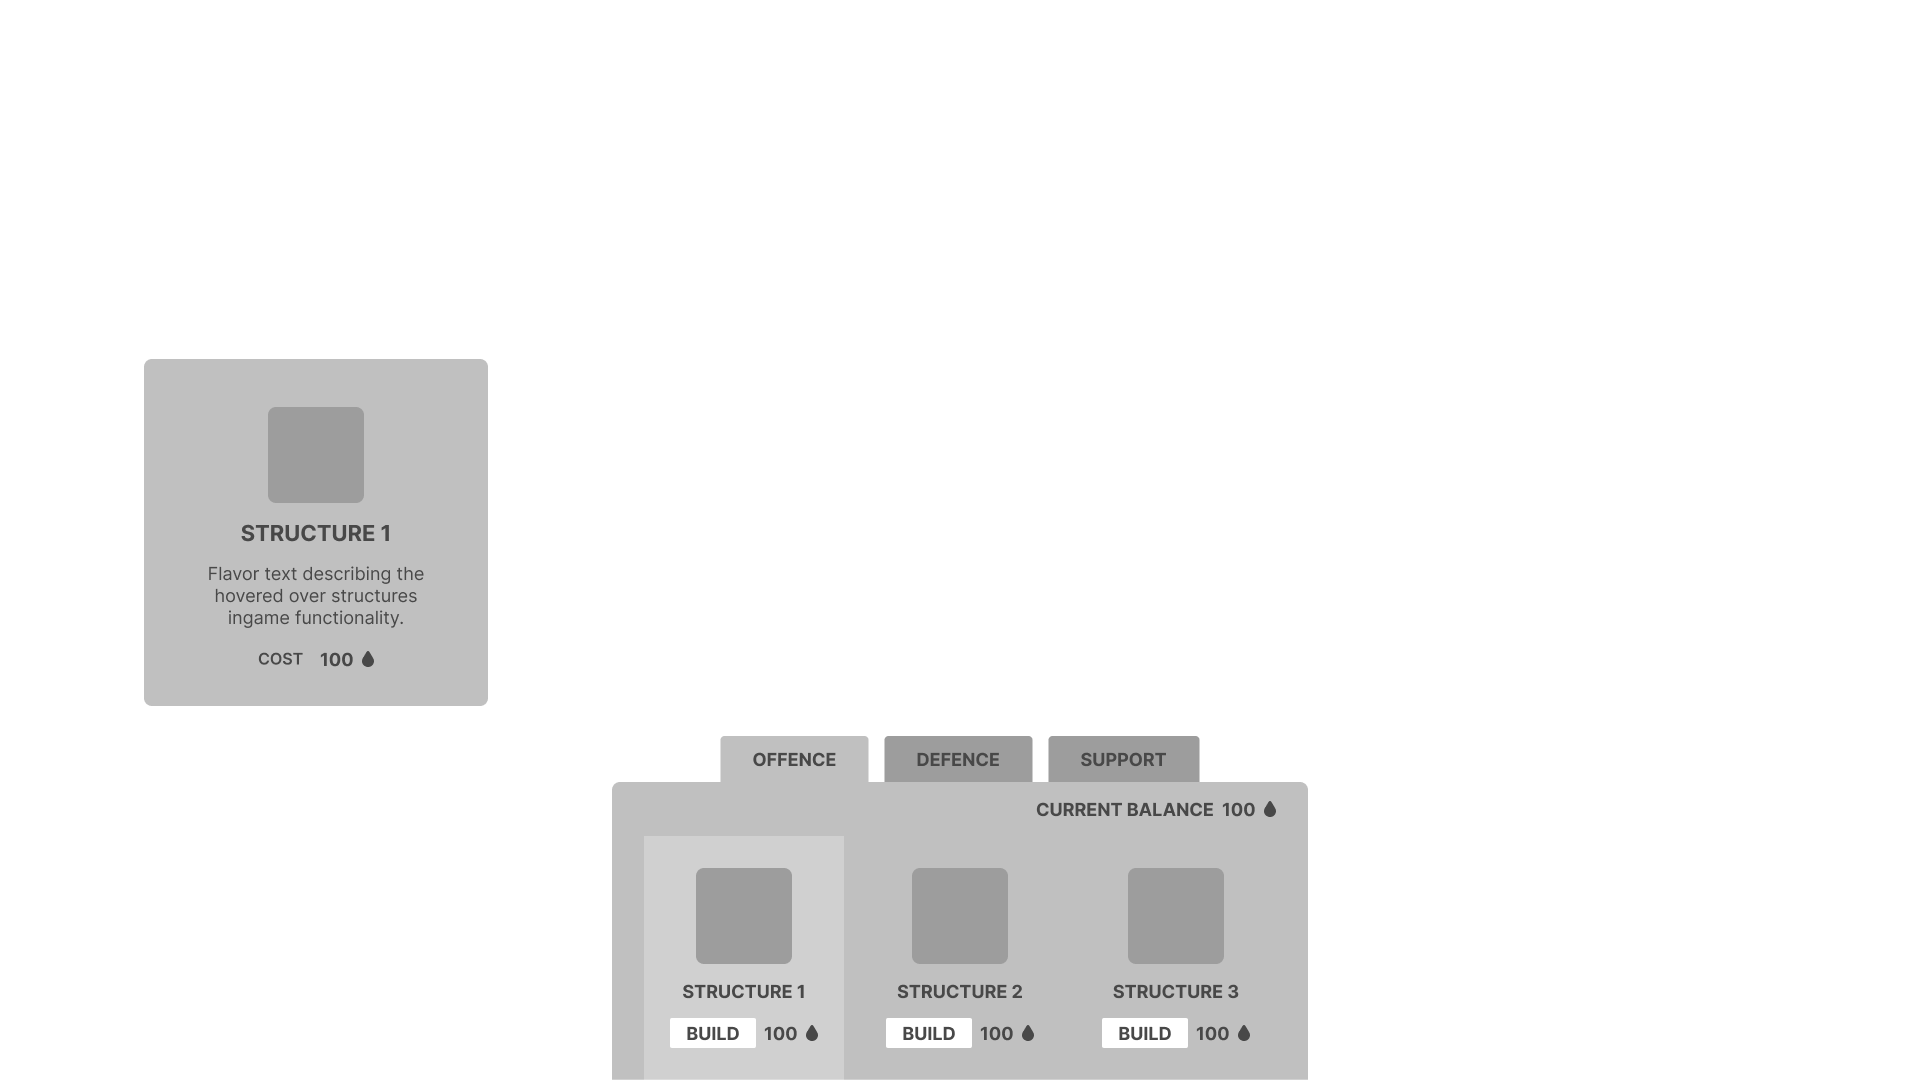 STRUCTURE 1
Flavor text describing the
hovered over structures
ingame functionality.
COST 100
OFFENCE DEFENCE SUPPORT
CURRENT BALANCE 100
STRUCTURE 1 STRUCTURE 2 STRUCTURE 3
BUILD 100 BUILD 100 BUILD 100